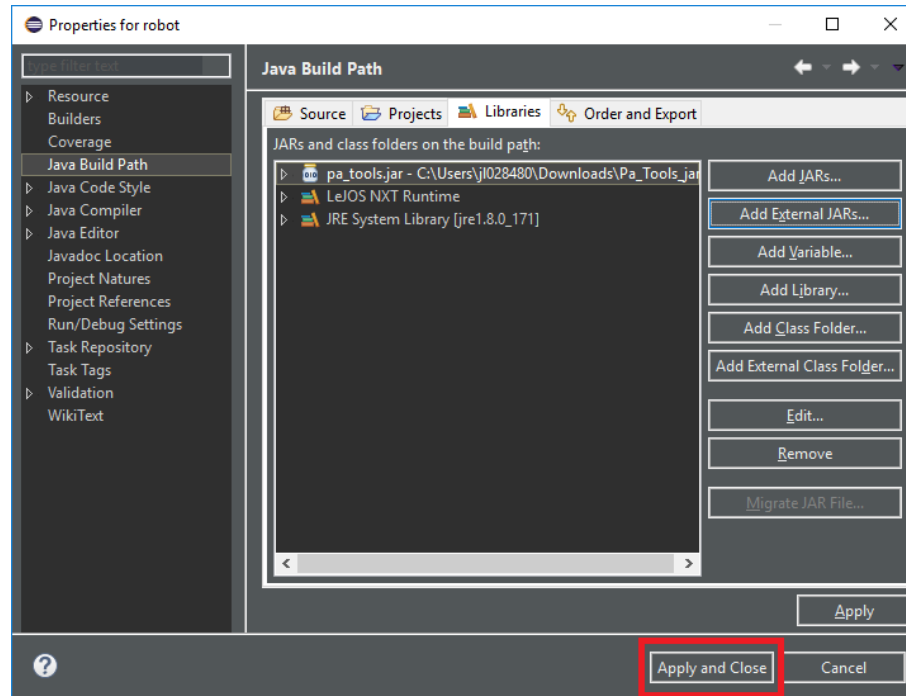 Properties for robot
type filter text
Java Build Path
Resource
Builders
Coverage
Java Build Path
Java Code Style
Java Compiler
Java Editor
Javadoc Location
Project Natures
Project References
Run/Debug Settings
Task Repository
Task Tags
Validation
WikiText
Source Projects Libraries Order and Export
JARs and class folders on the build path:
pa_tools.jar - C:\Users\jl028480\Downloads\Pa_Tools_jar
LeJOS NXT Runtime
JRE System Library [jre1.8.0_171]
Add JARs...
Add External JARs...
Add Variable...
Add Library...
Add Class Folder...
Add External Class Folder...
Edit...
Remove
Migrate JAR File...
Apply
Apply and Close Cancel